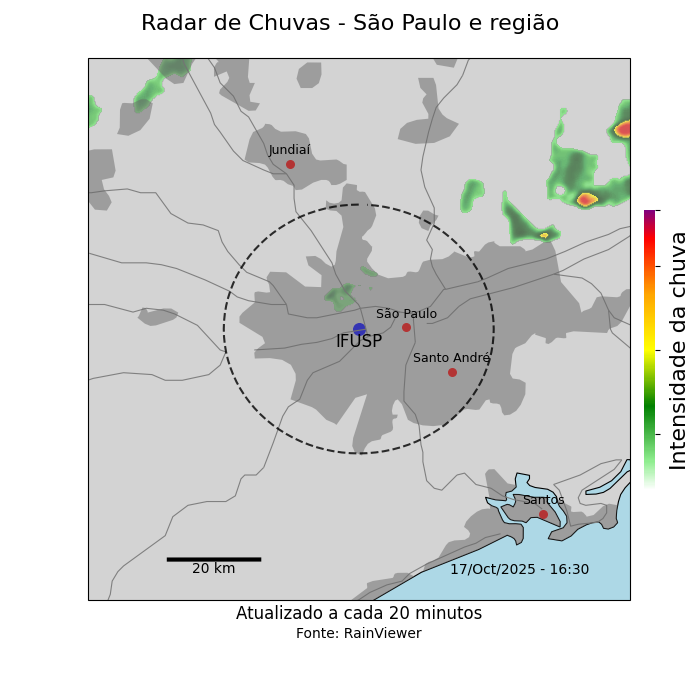 Radar de Chuvas - São Paulo e região
Jundiaí
São Paulo
IFUSP
Santo André
Santos
20 km
17/Oct/2025 - 16:30
Intensidade da chuva
Atualizado a cada 20 minutos
Fonte: RainViewer